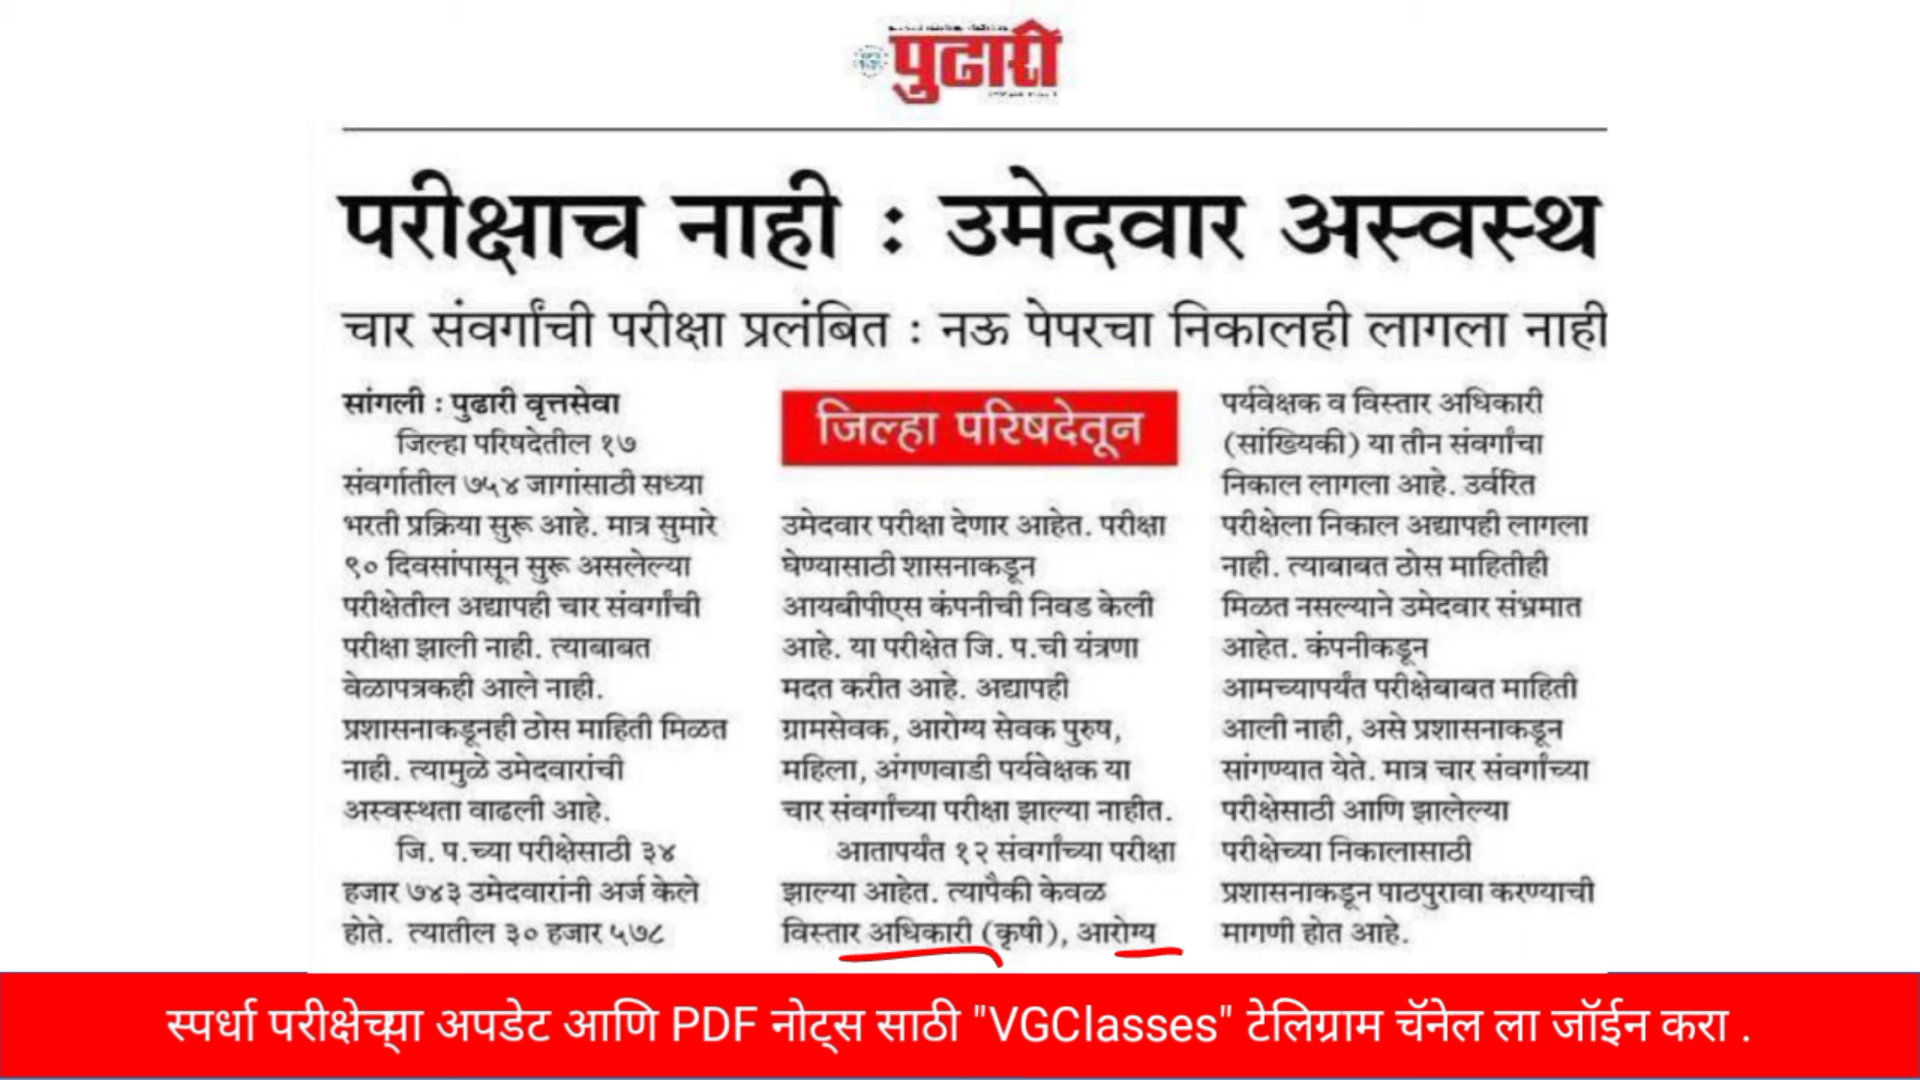 पुढारी
परीक्षाच नाही : उमेदवार अस्वस्थ
चार संवर्गांची परीक्षा प्रलंबित : नऊ पेपरचा निकालही लागला नाही
सांगली : पुढारी वृत्तसेवा
जिल्हा परिषदेतील १७
संवर्गातील ७५४ जागांसाठी सध्या
भरती प्रक्रिया सुरू आहे. मात्र सुमारे
९० दिवसांपासून सुरू असलेल्या
परीक्षेतील अद्यापही चार संवर्गांची
परीक्षा झाली नाही. त्याबाबत
वेळापत्रकही आले नाही.
प्रशासनाकडूनही ठोस माहिती मिळत
नाही. त्यामुळे उमेदवारांची
अस्वस्थता वाढली आहे.
जि. प.च्या परीक्षेसाठी ३४
हजार ७४३ उमेदवारांनी अर्ज केले
होते. त्यातील ३० हजार ५७८
जिल्हा परिषदेतून
उमेदवार परीक्षा देणार आहेत. परीक्षा
घेण्यासाठी शासनाकडून
आयबीपीएस कंपनीची निवड केली
आहे. या परीक्षेत जि. प.ची यंत्रणा
मदत करीत आहे. अद्यापही
ग्रामसेवक, आरोग्य सेवक पुरुष,
महिला, अंगणवाडी पर्यवेक्षक या
चार संवर्गांच्या परीक्षा झाल्या नाहीत.
आतापर्यंत १२ संवर्गांच्या परीक्षा
झाल्या आहेत. त्यापैकी केवळ
विस्तार अधिकारी (कृषी), आरोग्य
पर्यवेक्षक व विस्तार अधिकारी
(सांख्यिकी) या तीन संवर्गांचा
निकाल लागला आहे. उर्वरित
परीक्षेला निकाल अद्यापही लागला
नाही. त्याबाबत ठोस माहितीही
मिळत नसल्याने उमेदवार संभ्रमात
आहेत. कंपनीकडून
आमच्यापर्यंत परीक्षेबाबत माहिती
आली नाही, असे प्रशासनाकडून
सांगण्यात येते. मात्र चार संवर्गांच्या
परीक्षेसाठी आणि झालेल्या
परीक्षेच्या निकालासाठी
प्रशासनाकडून पाठपुरावा करण्याची
मागणी होत आहे.
स्पर्धा परीक्षेच्या अपडेट आणि PDF नोट्स साठी "VGClasses" टेलिग्राम चॅनेल ला जॉईन करा .